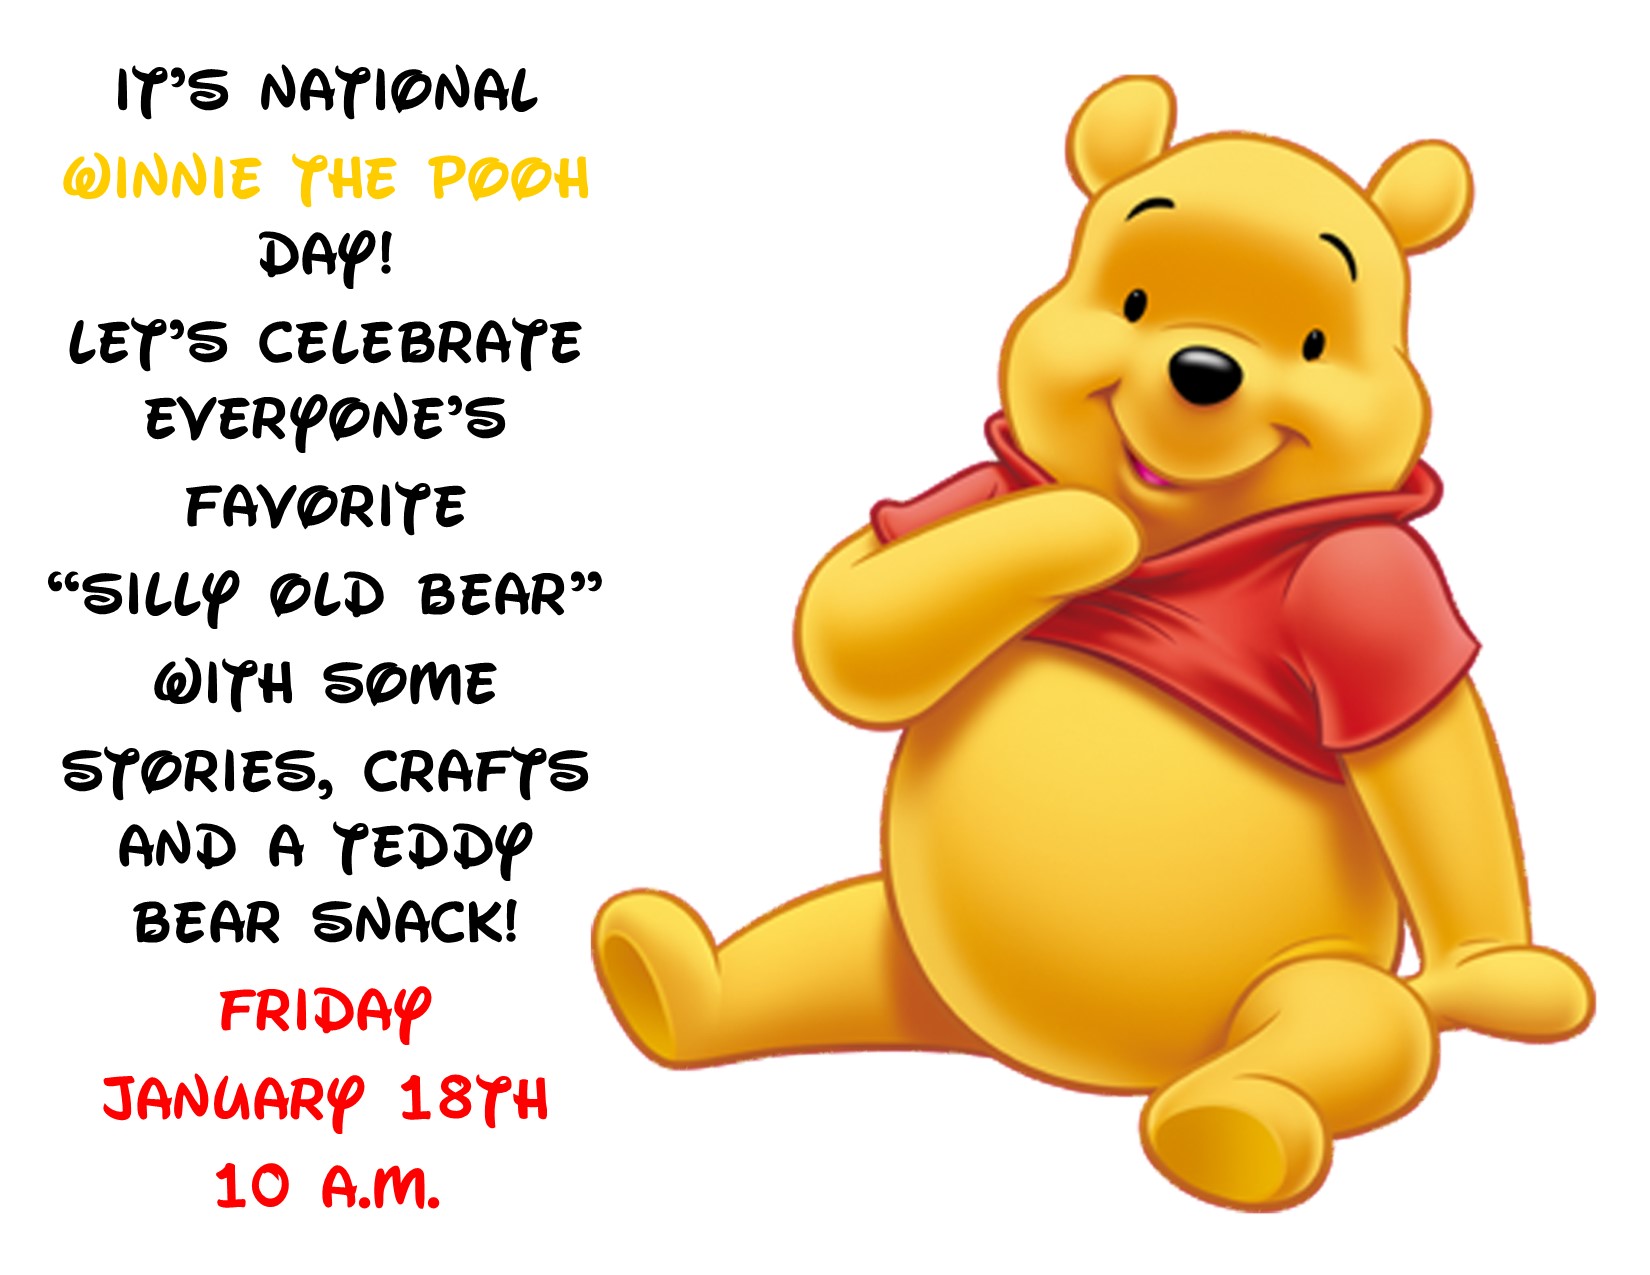 IT'S NATIONAL
WINNIE THE POOH
DAY!
LET'S CELEBRATE
EVERYONE'S
FAVORITE
“SILLY OLD BEAR”
WITH SOME
STORIES, CRAFTS
AND A TEDDY
BEAR SNACK!
FRIDAY
JANUARY 18TH
10 A.M.